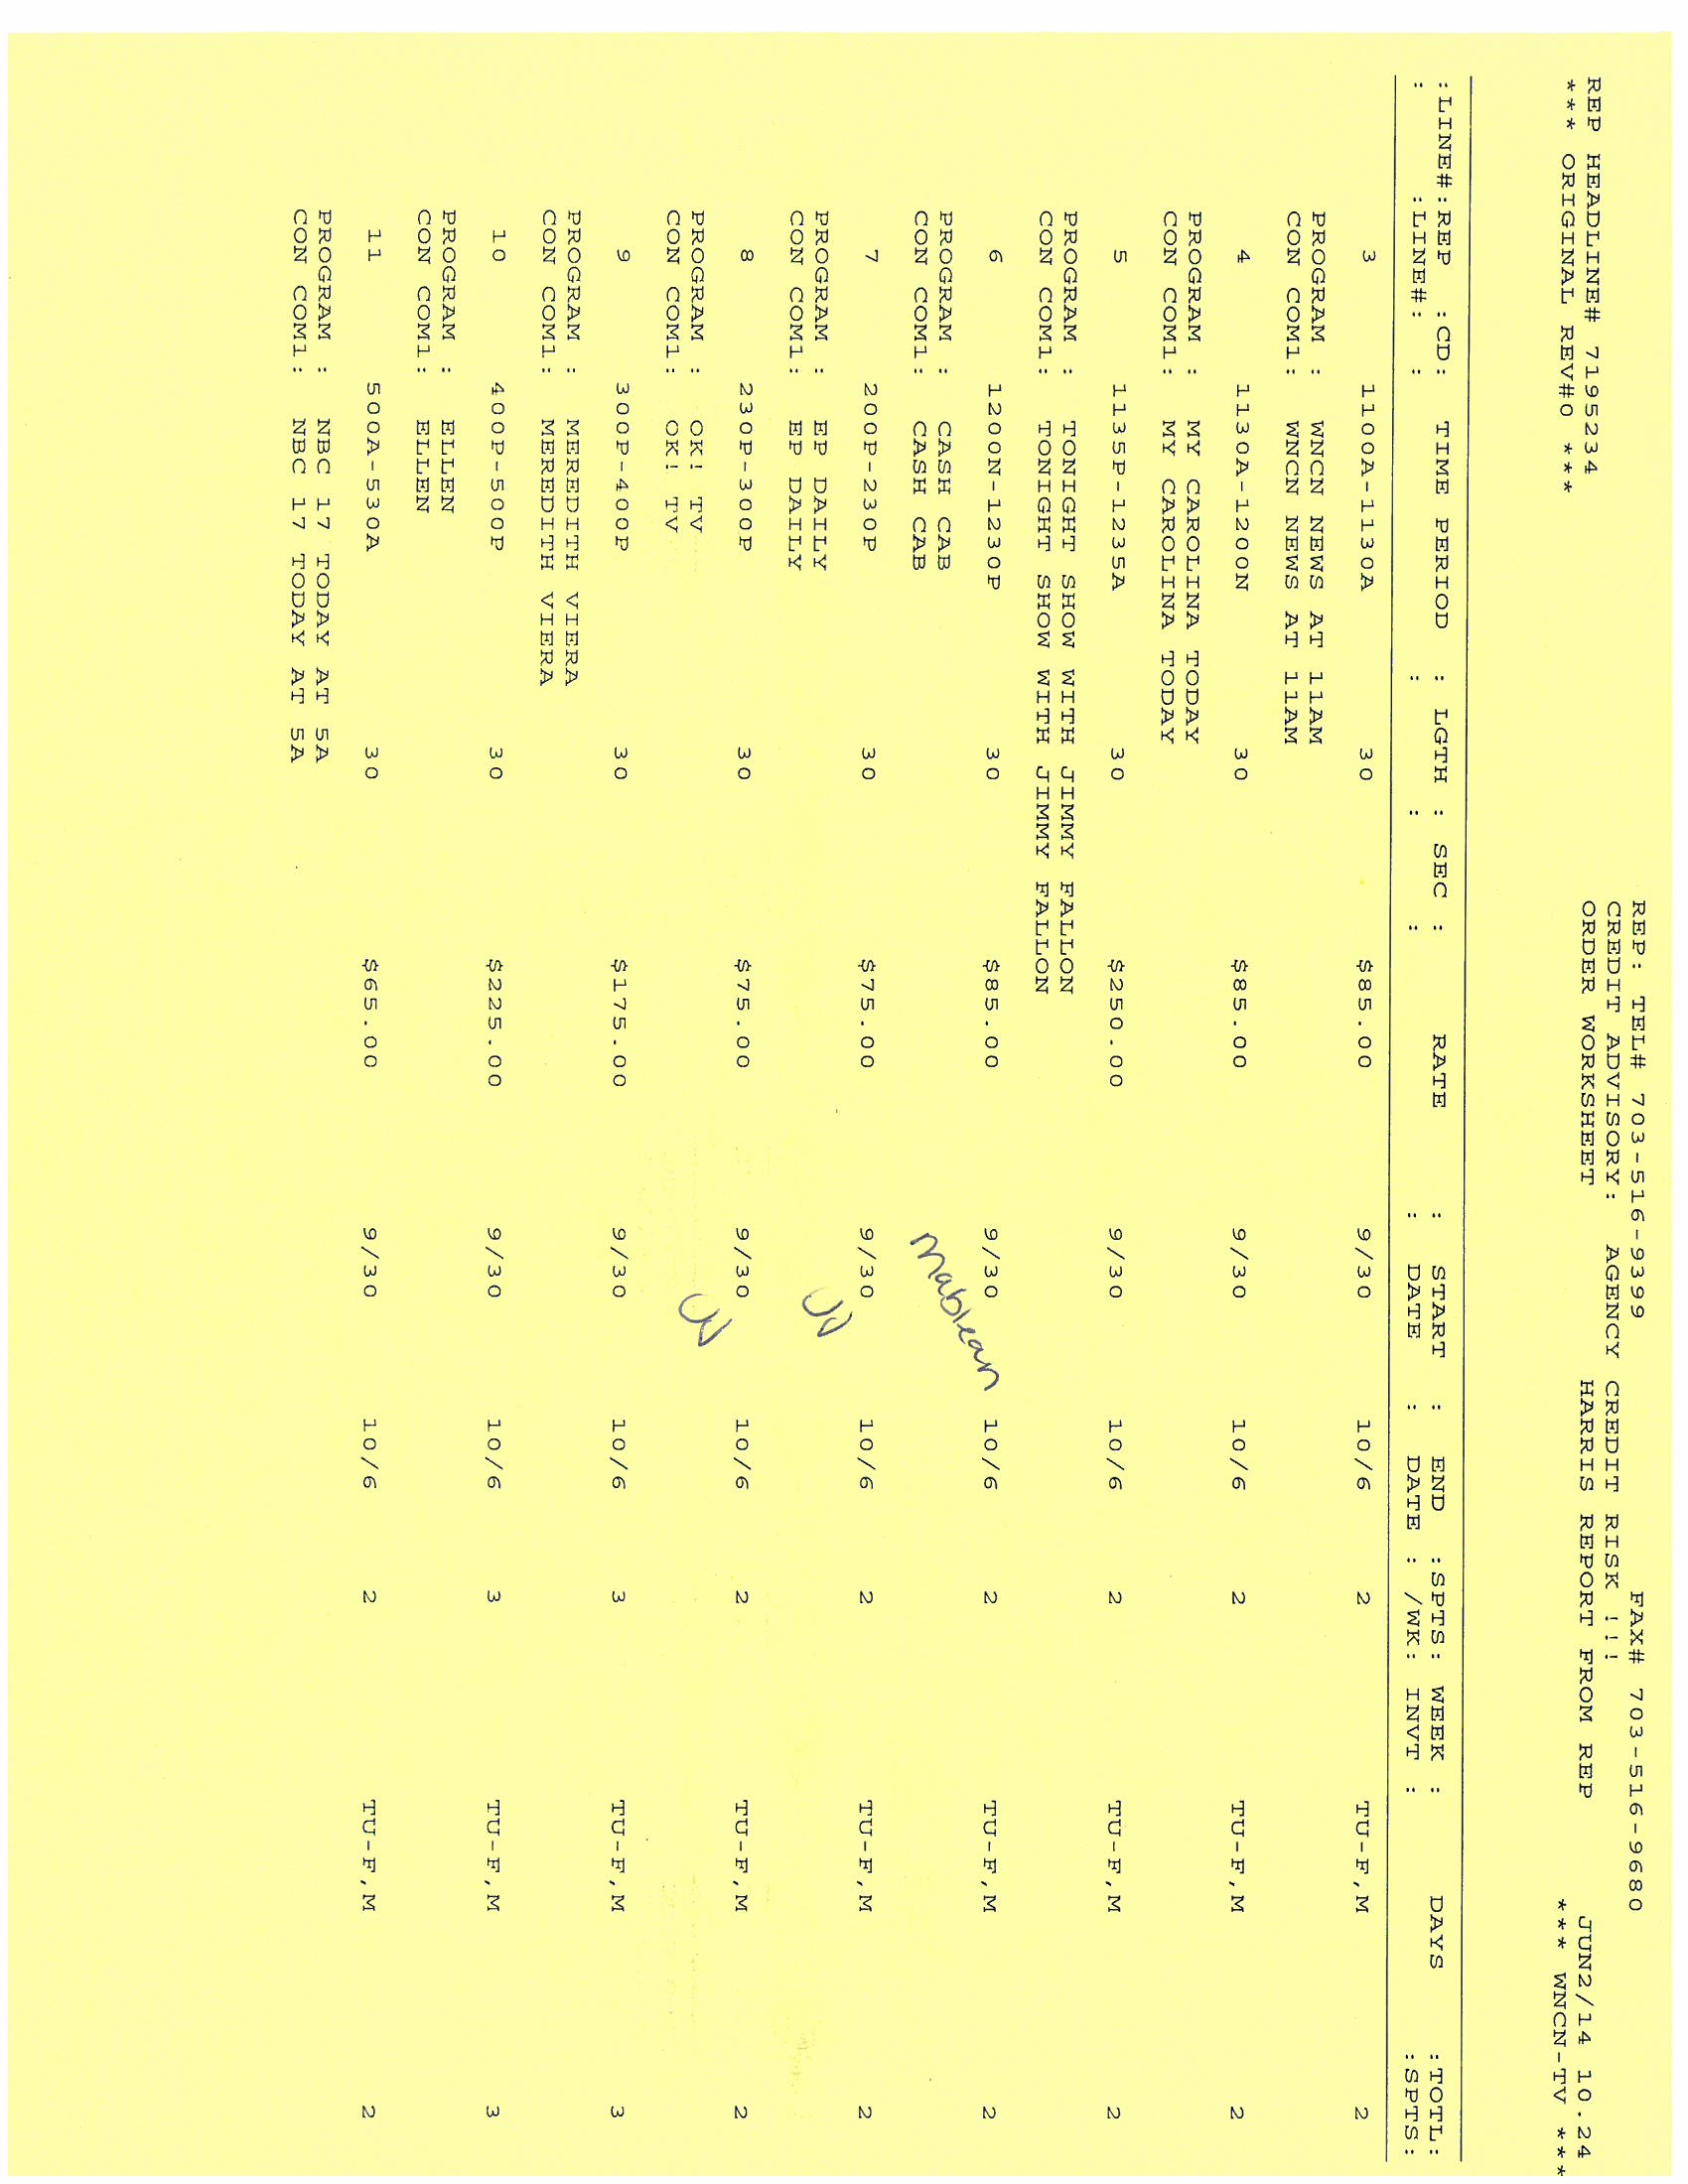 REP: TEL# 703-516-9399 FAX# 703-516-9680
CREDIT ADVISORY: AGENCY CREDIT RISK !!!
REP HEADLINE# 7195234 ORDER WORKSHEET HARRIS REPORT FROM REP JUN2/14 10.24
*** ORIGINAL REV#0 *** *** WNCN-TV ***
:LINE#:REP :CD: TIME PERIOD : LGTH : SEC : RATE : START : END :SPTS: WEEK : DAYS :TOTL:
: :LINE#: : : : : : DATE : DATE : /WK: INVT : :SPTS:
3 1100A-1130A 30 $85.00 9/30 10/6 2 TU-F,M 2
PROGRAM : WNCN NEWS AT 11AM
CON COM1: WNCN NEWS AT 11AM
4 1130A-1200N 30 $85.00 9/30 10/6 2 TU-F,M 2
PROGRAM : MY CAROLINA TODAY
CON COM1: MY CAROLINA TODAY
5 1135P-1235A 30 $250.00 9/30 10/6 2 TU-F,M 2
PROGRAM : TONIGHT SHOW WITH JIMMY FALLON
CON COM1: TONIGHT SHOW WITH JIMMY FALLON
6 1200N-1230P 30 $85.00 9/30 10/6 2 TU-F,M 2
PROGRAM : CASH CAB
CON COM1: CASH CAB mablean
7 200P-230P 30 $75.00 9/30 10/6 2 TU-F,M 2
PROGRAM : EP DAILY
CON COM1: EP DAILY
8 230P-300P 30 $75.00 9/30 10/6 2 TU-F,M 2
PROGRAM : OK! TV
CON COM1: OK! TV
9 300P-400P 30 $175.00 9/30 10/6 3 TU-F,M 3
PROGRAM : MEREDITH VIERA
CON COM1: MEREDITH VIERA
10 400P-500P 30 $225.00 9/30 10/6 3 TU-F,M 3
PROGRAM : ELLEN
CON COM1: ELLEN
11 500A-530A 30 $65.00 9/30 10/6 2 TU-F,M 2
PROGRAM : NBC 17 TODAY AT 5A
CON COM1: NBC 17 TODAY AT 5A